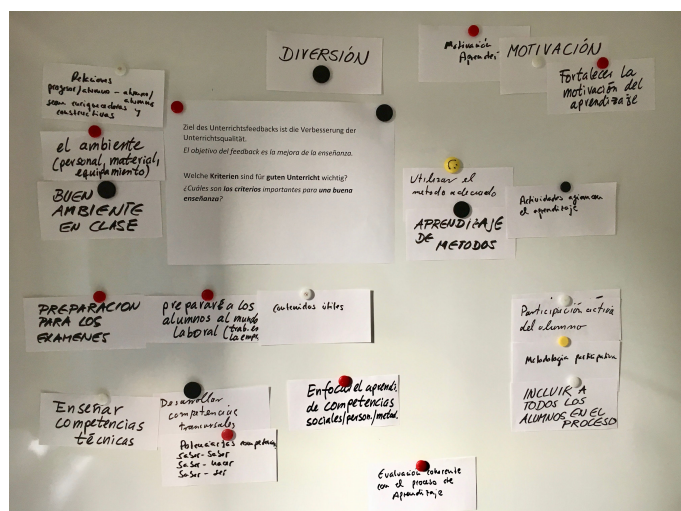 DIVERSIÓN
Motivación
Aprender
MOTIVACIÓN
Fortalecer la
motivación del
aprendizaje
Relaciones
profesor/alumno - alumno/
alumno
sean enriquecedoras y
constructivas
el ambiente
(personal, material,
equipamiento)
BUEN
AMBIENTE
EN CLASE
Ziel des Unterrichtsfeedbacks ist die Verbesserung der
Unterrichtsqualität.
El objetivo del feedback es la mejora de la enseñanza.
Welche Kriterien sind für guten Unterricht wichtig?
¿Cuáles son los criterios importantes para una buena
enseñanza?
Utilizar el
metodo adecuado
APRENDIZAJE
DE METODOS
Actividades
el aprendizaje
PREPARACION
PARA LOS
EXAMENES
preparar a los
alumnos al mundo
laboral (trab. en
la empr.
contenidos útiles
Participación activa
del alumno
Metodología participativa
INCLUIR A
TODOS LOS
ALUMNOS EN EL
PROCESO
Enseñar
competencias
técnicas
Desarrollar
competencias
transversales
Potenciar las competencias
Saber - Saber
Saber - hacer
Saber - ser
Enfocar el aprendi.
de competencias
sociales/person/metod.
Evaluación coherente
con el proceso de
Aprendizaje